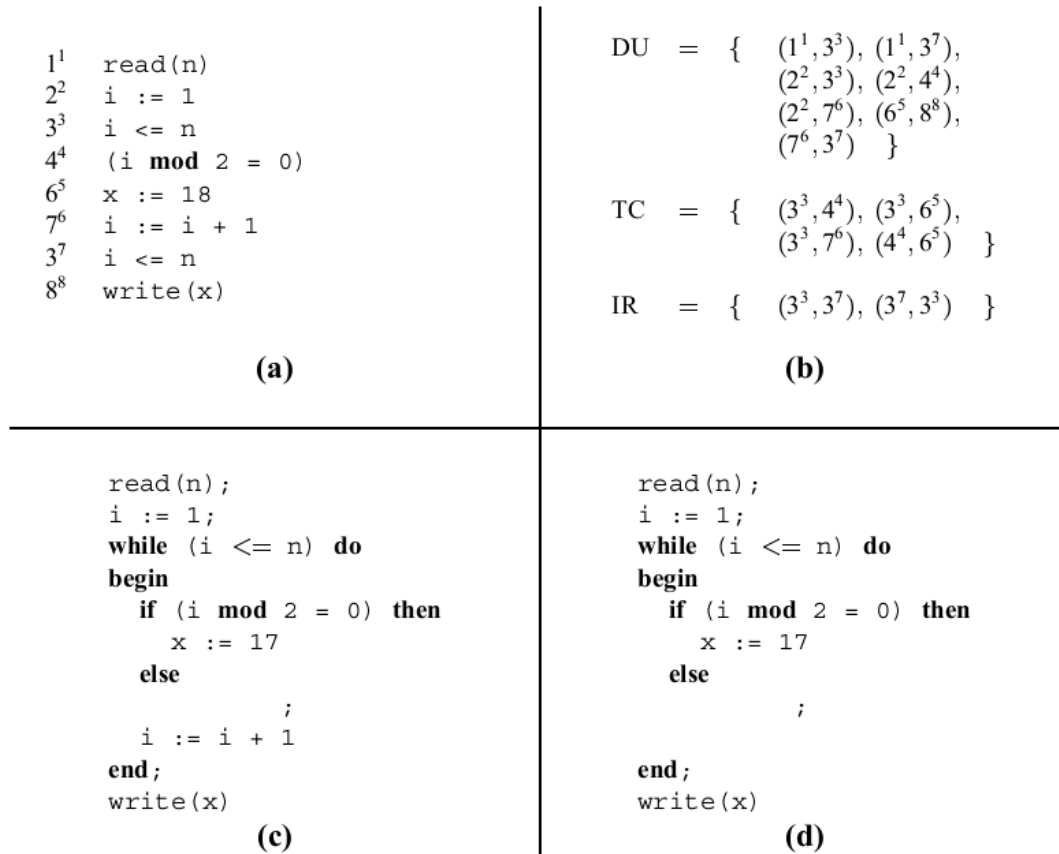 1¹ read(n)
2² i := 1
3³ i <= n
4⁴ (i mod 2 = 0)
6⁵ x := 18
7⁶ i := i + 1
3⁷ i <= n
8⁸ write(x)
(a)
DU = { (1¹, 3³), (1¹, 3⁷),
(2², 3³), (2², 4⁴),
(2², 7⁶), (6⁵, 8⁸),
(7⁶, 3⁷) }
TC = { (3³, 4⁴), (3³, 6⁵),
(3³, 7⁶), (4⁴, 6⁵) }
IR = { (3³, 3⁷), (3⁷, 3³) }
(b)
read(n);
i := 1;
while (i <= n) do
begin
if (i mod 2 = 0) then
x := 17
else
;
i := i + 1
end;
write(x)
(c)
read(n);
i := 1;
while (i <= n) do
begin
if (i mod 2 = 0) then
x := 17
else
;
end;
write(x)
(d)